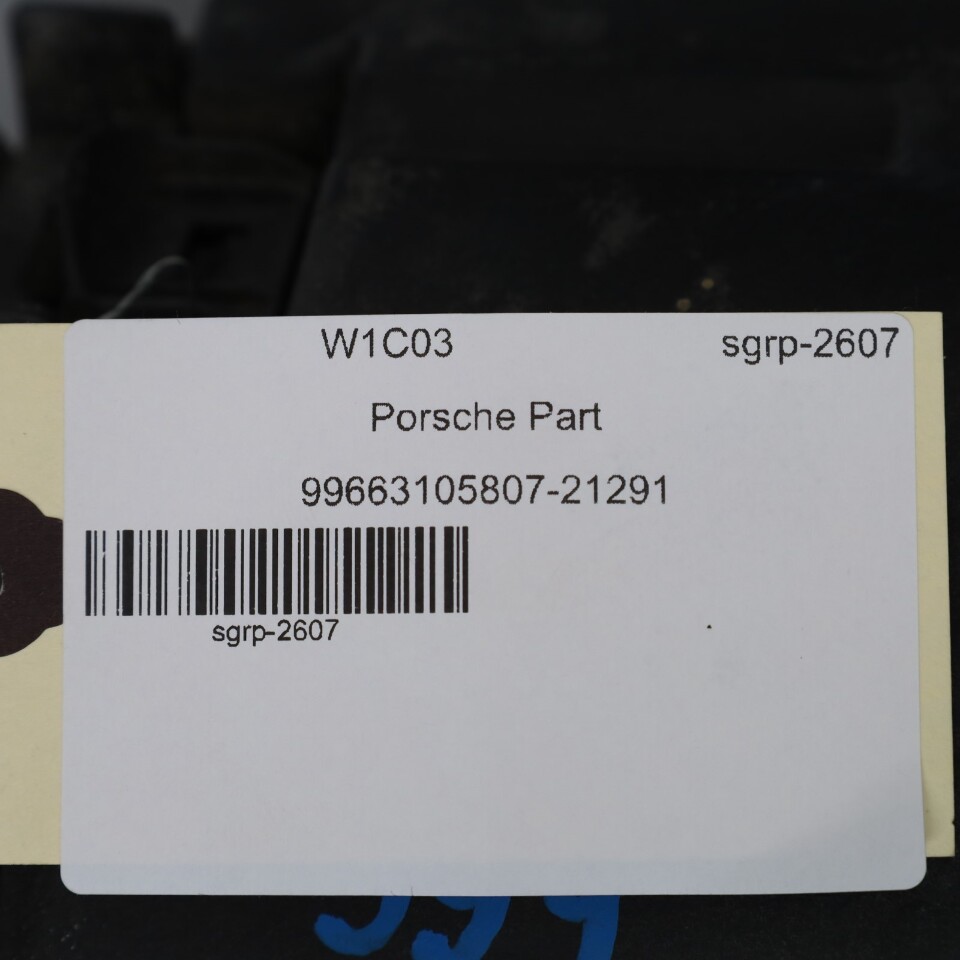 W1C03 sgrp-2607
Porsche Part
99663105807-21291
sgrp-2607